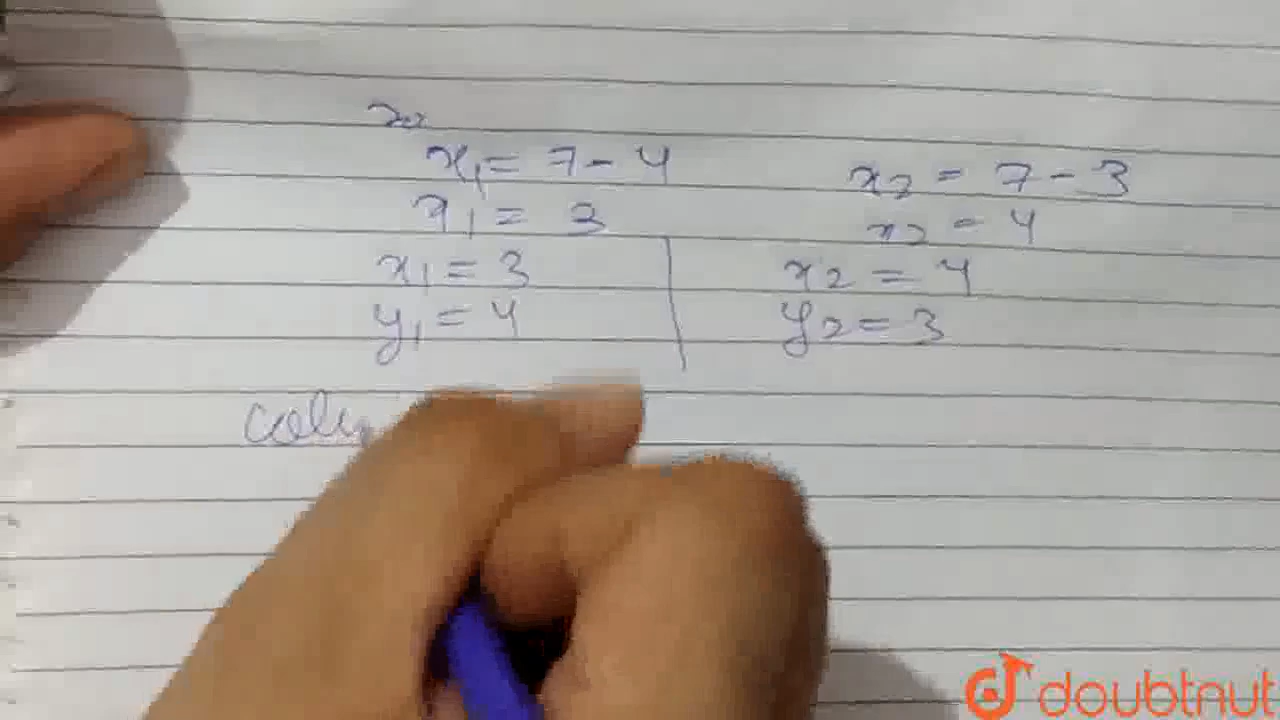 x₁ = 7 - 4
x₁ = 3
x₁ = 3
y₁ = 4
x₂ = 7 - 3
x₂ = 4
x₂ = 4
y₂ = 3
doubtnut